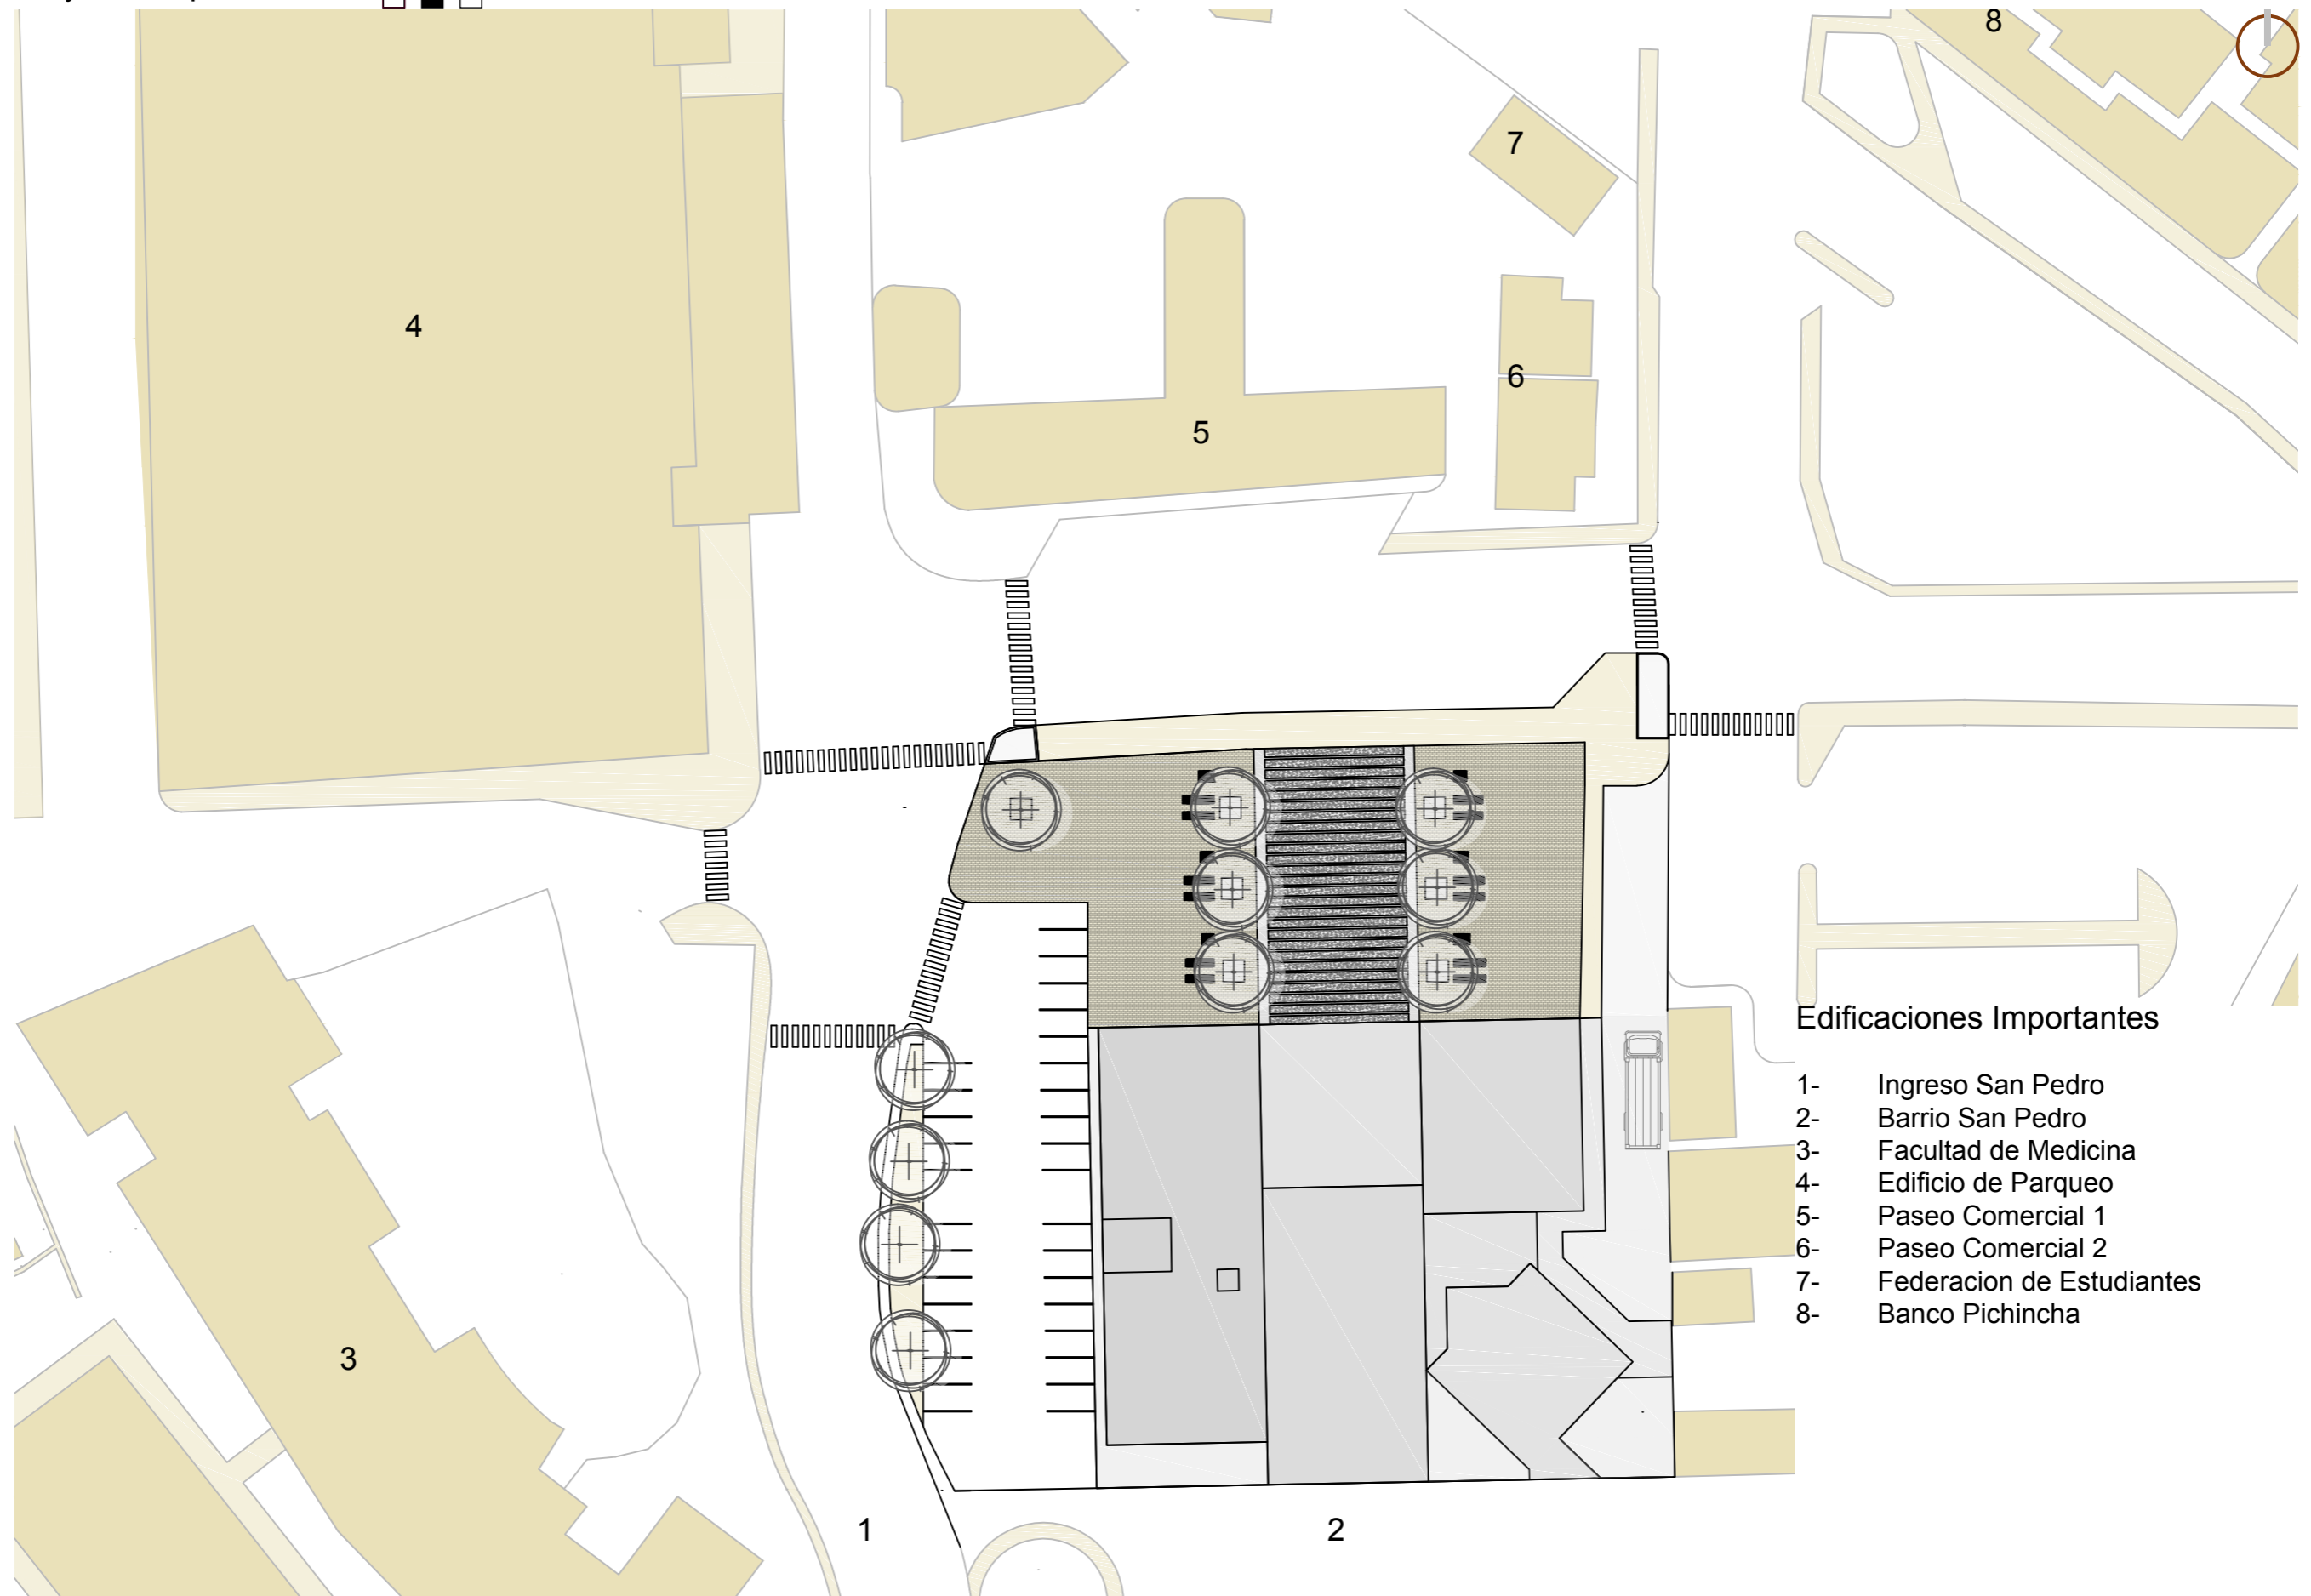 8
7
4
6
5
Edificaciones Importantes
1- Ingreso San Pedro
2- Barrio San Pedro
3- Facultad de Medicina
4- Edificio de Parqueo
5- Paseo Comercial 1
6- Paseo Comercial 2
7- Federacion de Estudiantes
8- Banco Pichincha
3
1
2